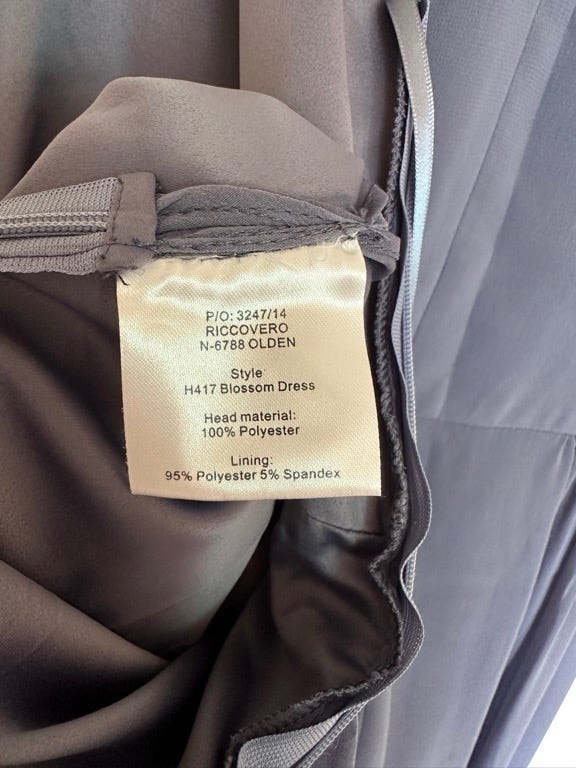 P/O: 3247/14
RICCOVERO
N-6788 OLDEN
Style
H417 Blossom Dress
Head material:
100% Polyester
Lining:
95% Polyester 5% Spandex